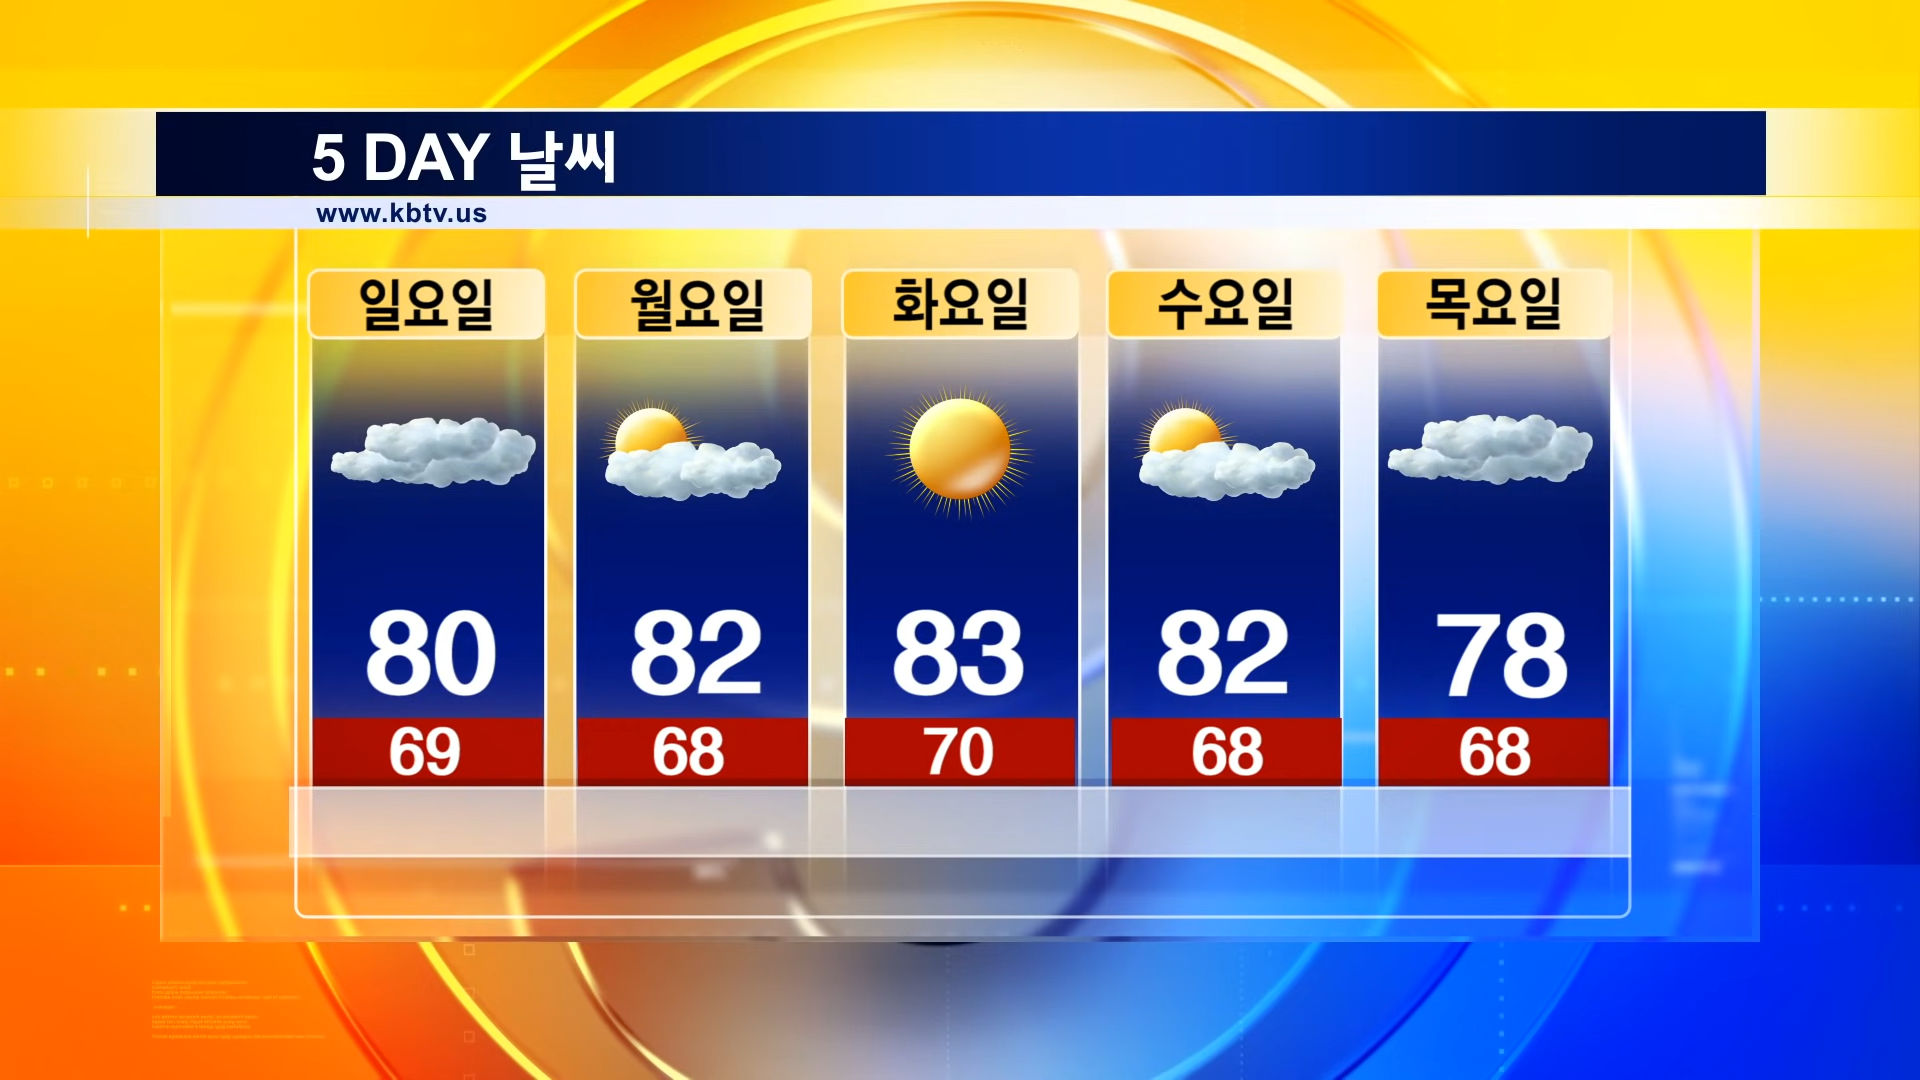 5 DAY 날씨
www.kbtv.us
일요일 월요일 화요일 수요일 목요일
80 82 83 82 78
69 68 70 68 68